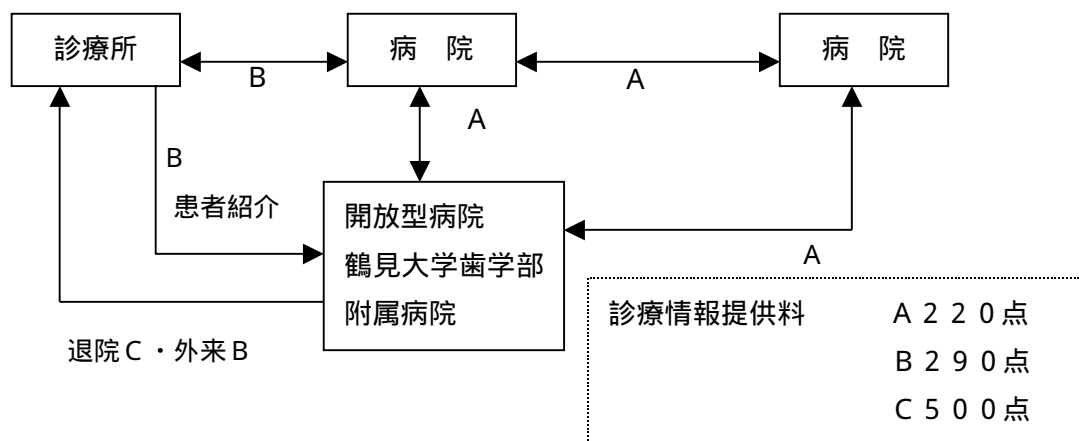 診療所
病　院
病　院
B
A
A
B
患者紹介
開放型病院
鶴見大学歯学部
附属病院
A
退院C・外来B
診療情報提供料　A２２０点
B２９０点
C５００点